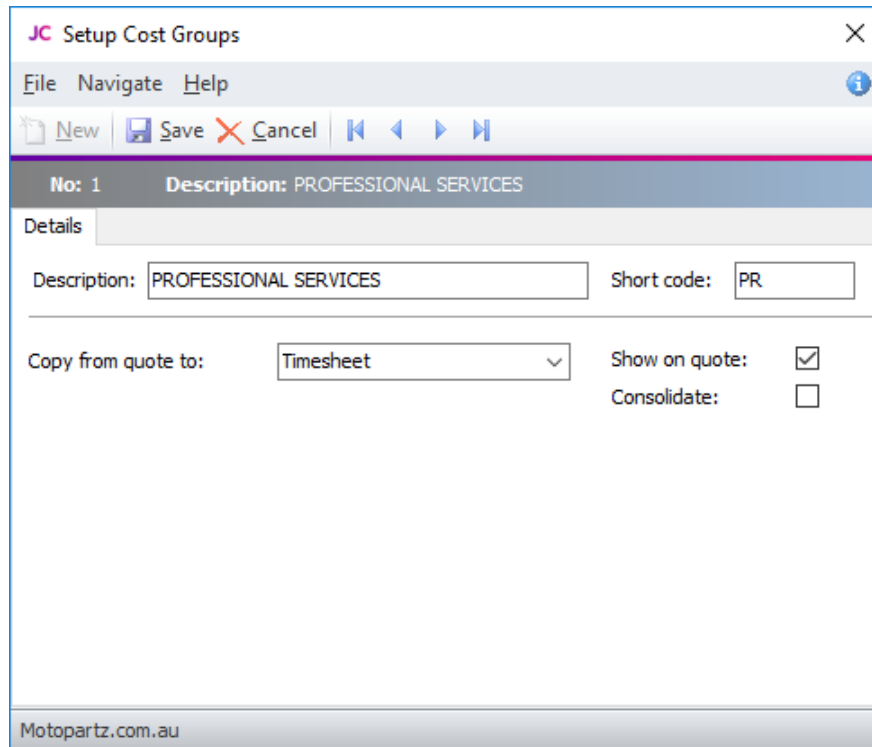 JC Setup Cost Groups
File Navigate Help
New Save Cancel
No: 1 Description: PROFESSIONAL SERVICES
Details
Description: PROFESSIONAL SERVICES Short code: PR
Copy from quote to: Timesheet Show on quote:
Consolidate:
Motopartz.com.au